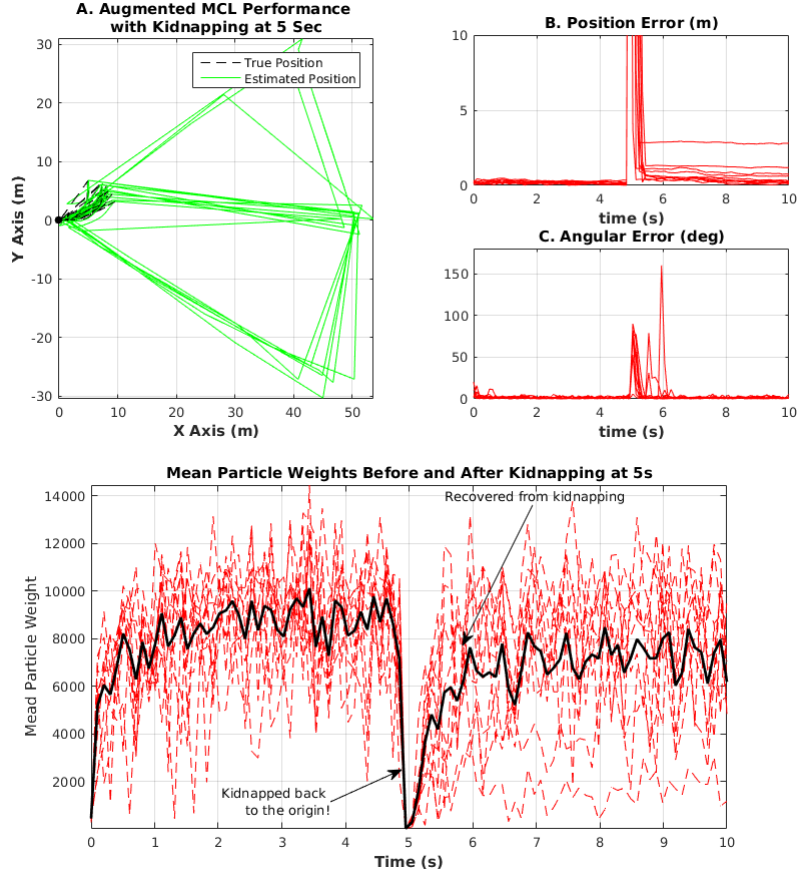 A. Augmented MCL Performance
with Kidnapping at 5 Sec
True Position
Estimated Position
30
20
10
0
-10
-20
-30
Y Axis (m)
0 10 20 30 40 50
X Axis (m)
B. Position Error (m)
10
5
0
0 2 4 6 8 10
time (s)
C. Angular Error (deg)
150
100
50
0
0 2 4 6 8 10
time (s)
Mean Particle Weights Before and After Kidnapping at 5s
Recovered from kidnapping
Kidnapped back
to the origin!
14000
12000
10000
8000
6000
4000
2000
Mead Particle Weight
0 1 2 3 4 5 6 7 8 9 10
Time (s)